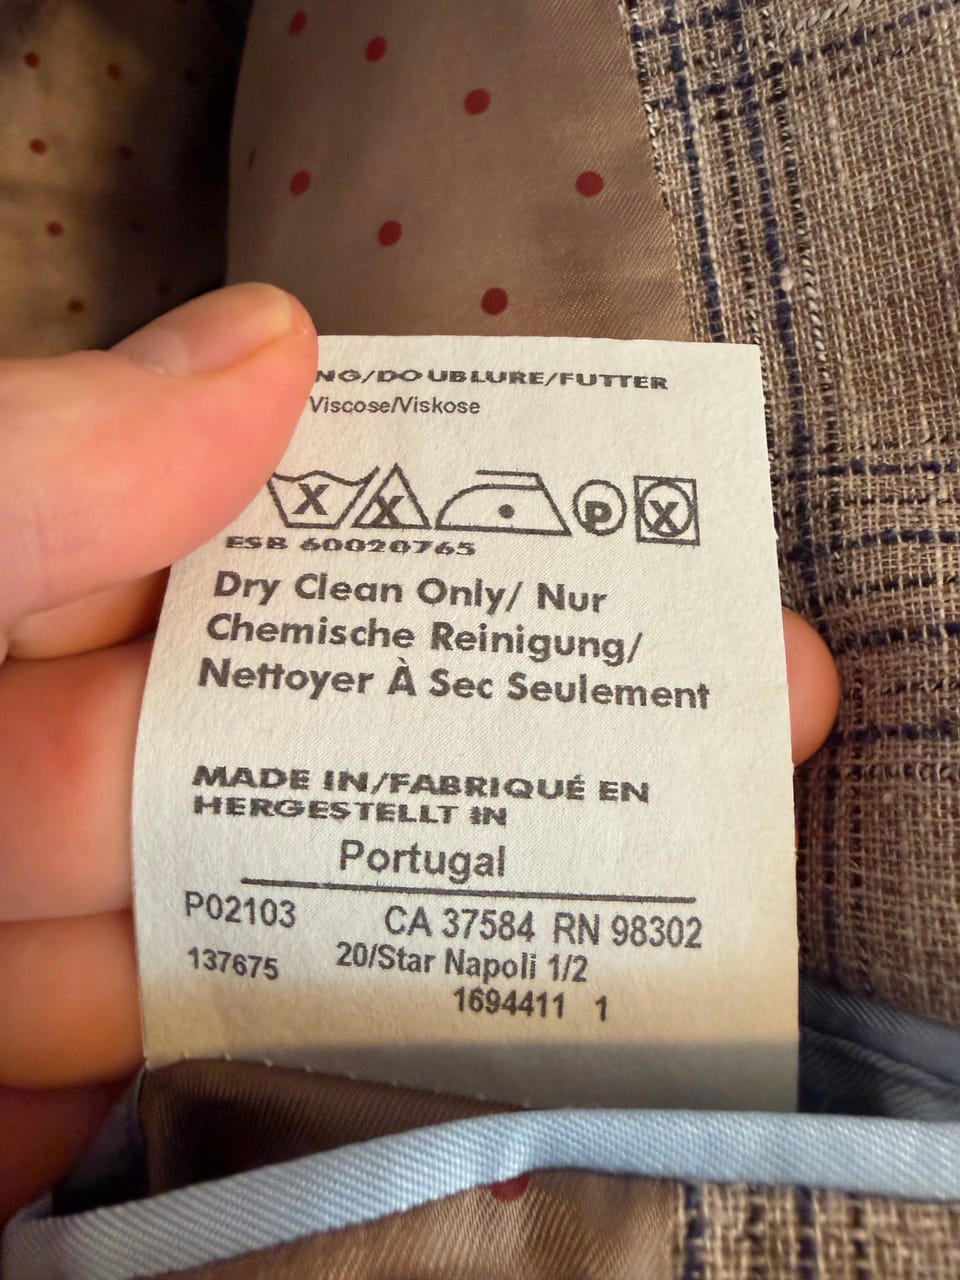 NG/DOUBLURE/FUTTER
Viscose/Viskose
X X P X
ESB 60020765
Dry Clean Only/ Nur
Chemische Reinigung/
Nettoyer À Sec Seulement
MADE IN/FABRIQUÉ EN
HERGESTELLT IN
Portugal
P02103 CA 37584 RN 98302
137675 20/Star Napoli 1/2
1694411 1